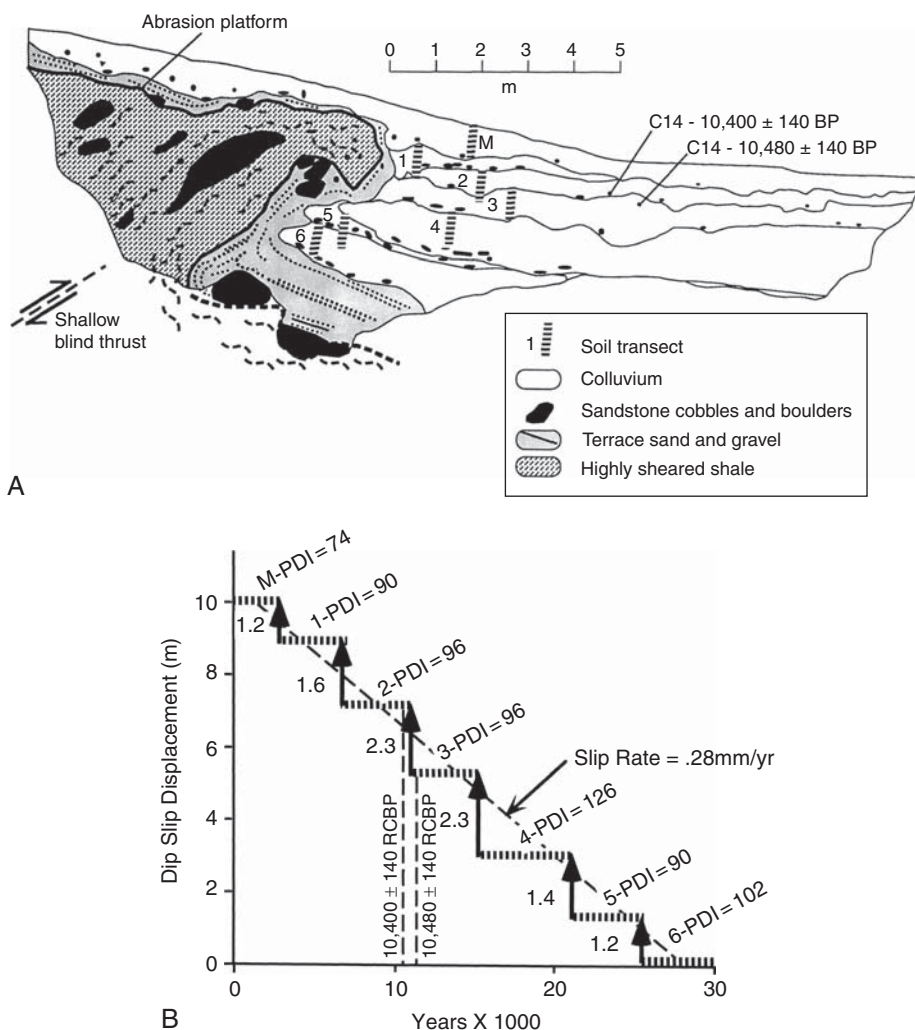 Abrasion platform
0 1 2 3 4 5
m
C14 - 10,400 ± 140 BP
C14 - 10,480 ± 140 BP
M
1
2
3
5
4
6
Shallow
blind thrust
1 Soil transect
Colluvium
Sandstone cobbles and boulders
Terrace sand and gravel
Highly sheared shale
A
M-PDI=74
1-PDI=90
2-PDI=96
3-PDI=96
Slip Rate = .28mm/yr
4-PDI=126
5-PDI=90
6-PDI=102
1.2
1.6
2.3
2.3
1.4
1.2
10,400 ± 140 RCBP
10,480 ± 140 RCBP
Dip Slip Displacement (m)
10
8
6
4
2
0
0 10 20 30
B
Years X 1000